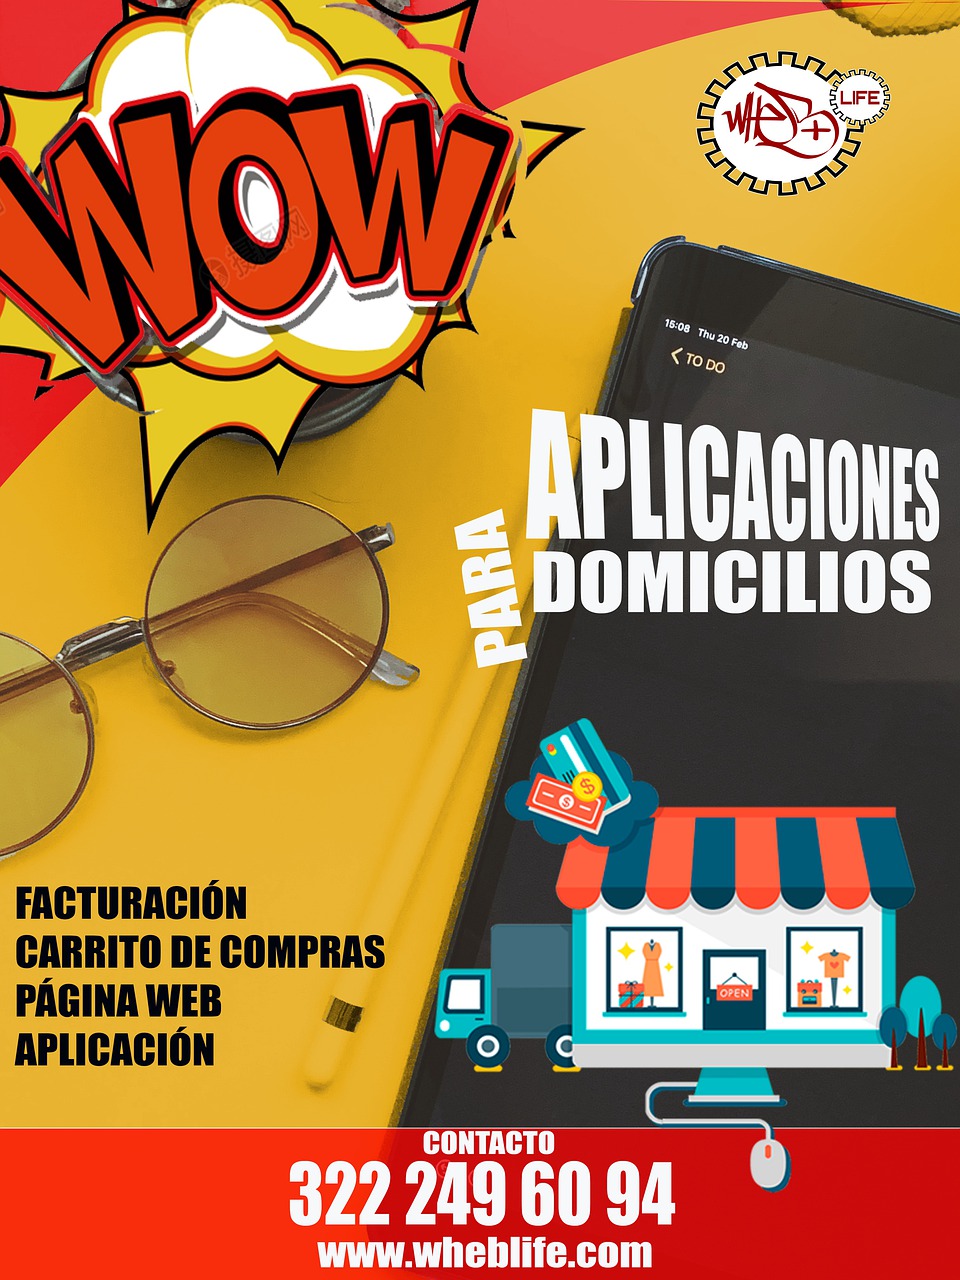 WOW
wHEB+
LIFE
15:08 Thu 20 Feb
TO DO
PARA
APLICACIONES
DOMICILIOS
OPEN
FACTURACIÓN
CARRITO DE COMPRAS
PÁGINA WEB
APLICACIÓN
CONTACTO
322 249 60 94
www.wheblife.com